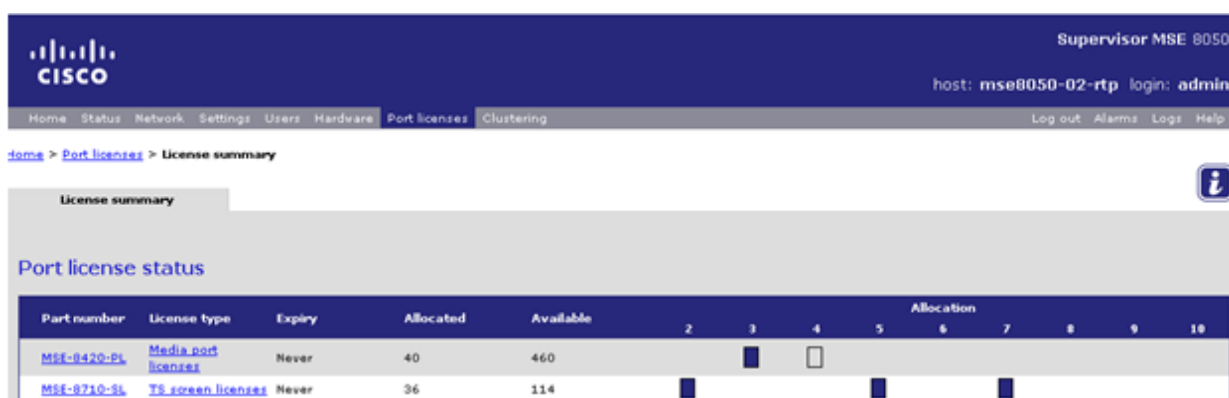 CISCO
Supervisor MSE 8050
host: mse8050-02-rtp login: admin
Home Status Network Settings Users Hardware Port licenses Clustering Log out Alarms Logs Help
Home > Port licenses > License summary
i
License summary
Port license status
Part number License type Expiry Allocated Available Allocation
2 3 4 5 6 7 8 9 10
MSE-8420-PL Media port licenses Never 40 460
MSE-8710-SL TS screen licenses Never 36 114